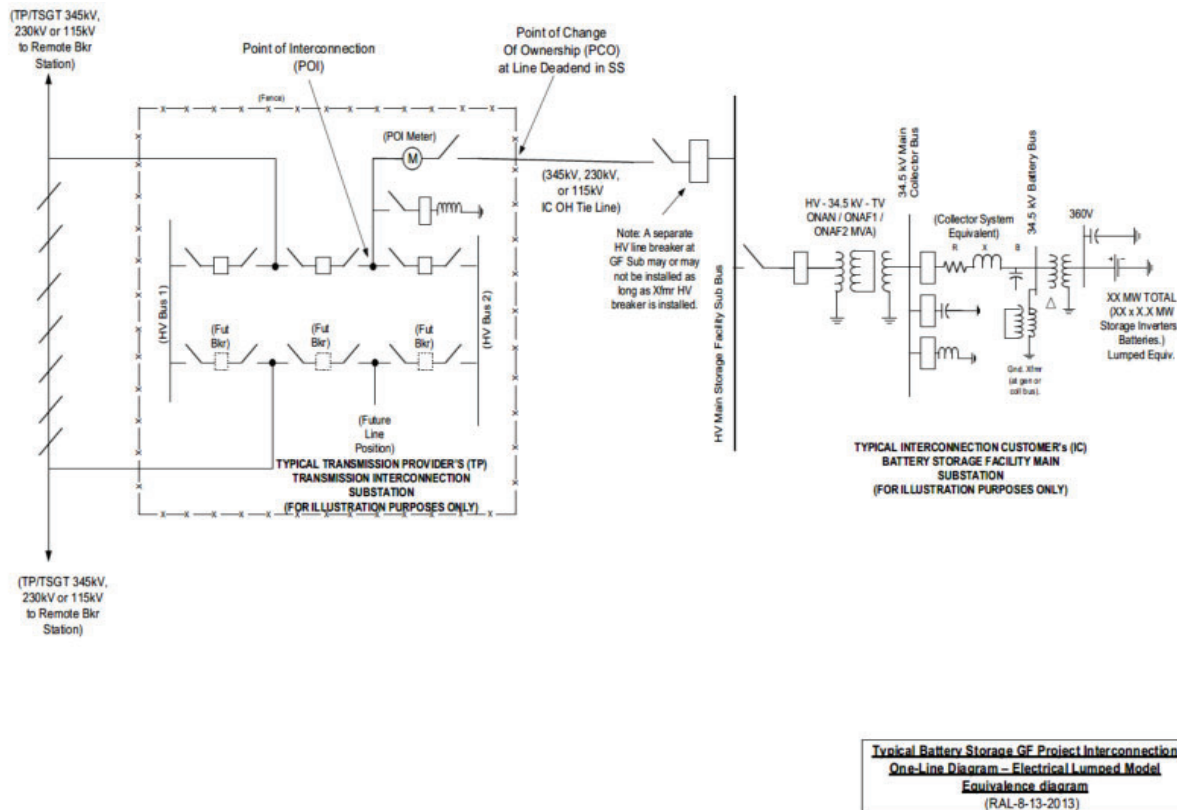 (TP/TSGT 345kV,
230kV or 115kV
to Remote Bkr
Station)
Point of Interconnection
(POI)
Point of Change
Of Ownership (PCO)
at Line Deadend in SS
(Fence)
(POI Meter)
M
(345kV, 230kV,
or 115kV
IC OH Tie Line)
Note: A separate
HV line breaker at
GF Sub may or may
not be installed as
long as Xfmr HV
breaker is installed.
(HV Bus 1)
(HV Bus 2)
(Fut
Bkr)
(Fut
Bkr)
(Fut
Bkr)
(Future
Line
Position)
TYPICAL TRANSMISSION PROVIDER'S (TP)
TRANSMISSION INTERCONNECTION
SUBSTATION
(FOR ILLUSTRATION PURPOSES ONLY)
(TP/TSGT 345kV,
230kV or 115kV
to Remote Bkr
Station)
HV Main Storage Facility Sub Bus
HV - 34.5 kV - TV
ONAN / ONAF1 /
ONAF2 MVA)
34.5 kV Main
Collector Bus
(Collector System
Equivalent)
R X B
34.5 kV Battery Bus
360V
Gnd. Xfmr
(at gen or
coll bus).
XX MW TOTAL
(XX x X.X MW
Storage Inverters
Batteries.)
Lumped Equiv.
TYPICAL INTERCONNECTION CUSTOMER's (IC)
BATTERY STORAGE FACILITY MAIN
SUBSTATION
(FOR ILLUSTRATION PURPOSES ONLY)
Typical Battery Storage GF Project Interconnection
One-Line Diagram – Electrical Lumped Model
Equivalence diagram
(RAL-8-13-2013)